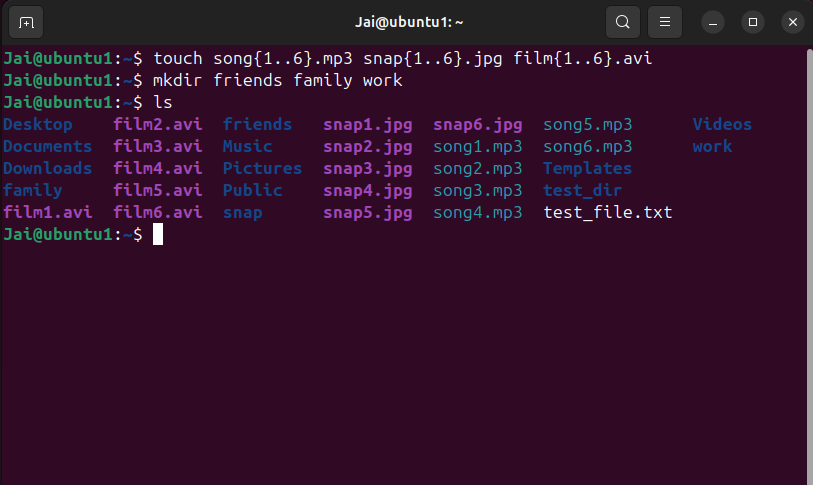 Jai@ubuntu1: ~
Jai@ubuntu1:~$ touch song{1..6}.mp3 snap{1..6}.jpg film{1..6}.avi
Jai@ubuntu1:~$ mkdir friends family work
Jai@ubuntu1:~$ ls
Desktop    film2.avi  friends   snap1.jpg  snap6.jpg  song5.mp3      Videos
Documents  film3.avi  Music     snap2.jpg  song1.mp3  song6.mp3      work
Downloads  film4.avi  Pictures  snap3.jpg  song2.mp3  Templates
family     film5.avi  Public    snap4.jpg  song3.mp3  test_dir
film1.avi  film6.avi  snap      snap5.jpg  song4.mp3  test_file.txt
Jai@ubuntu1:~$